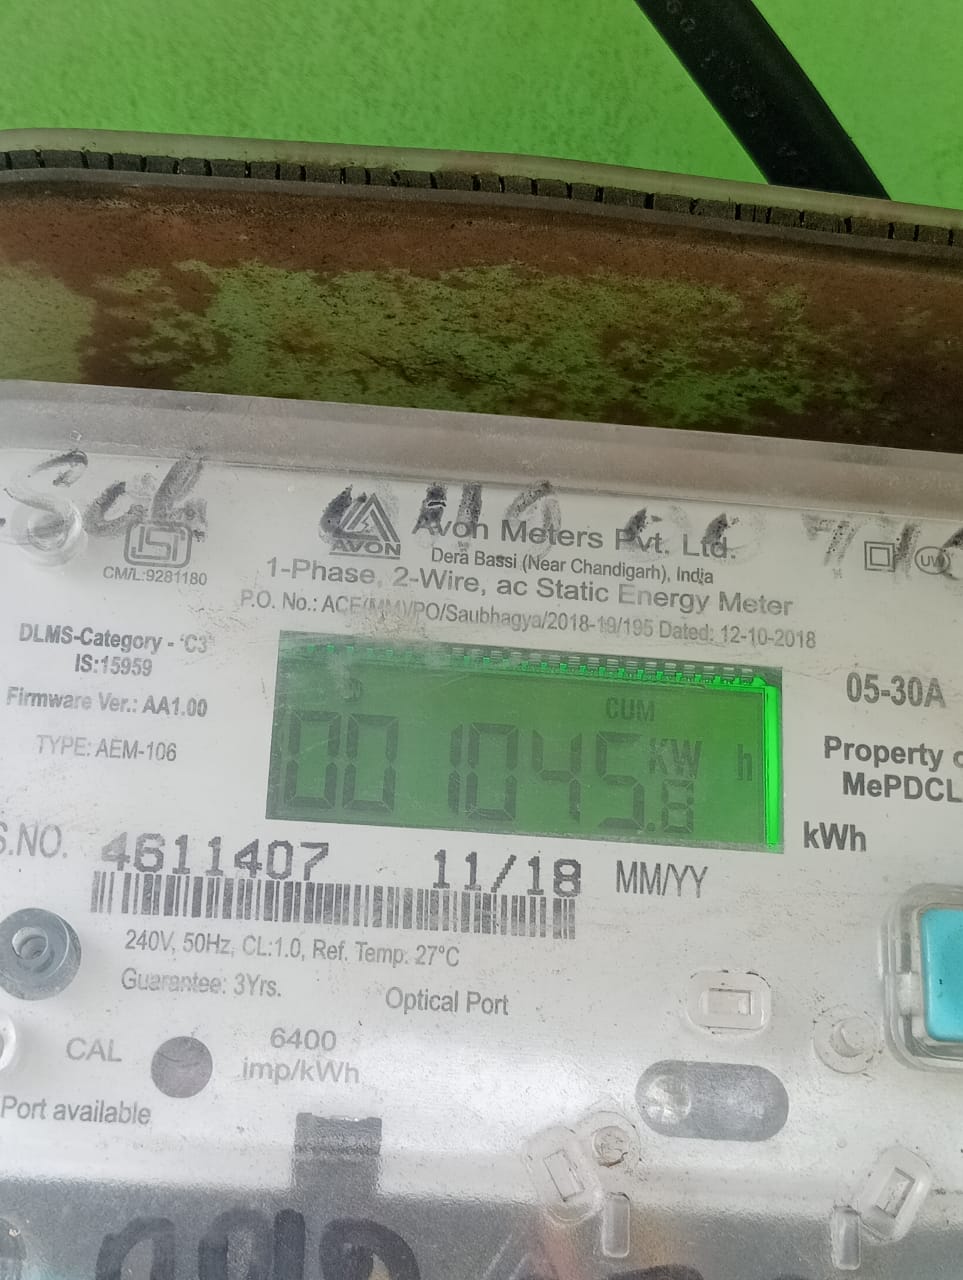 Sch
ISI
CM/L:9281180
AVON
Avon Meters Pvt. Ltd.
Dera Bassi (Near Chandigarh), India
1-Phase, 2-Wire, ac Static Energy Meter
P.O. No.: ACE(MM)/PO/Saubhagya/2018-19/195 Dated: 12-10-2018
UW
DLMS-Category - 'C3'
IS:15959
Firmware Ver.: AA1.00
TYPE: AEM-106
CUM
001045.8 KW h
05-30A
Property
MePDCL
kWh
S.NO. 4611407 11/18 MM/YY
240V, 50Hz, CL:1.0, Ref. Temp: 27°C
Guarantee: 3Yrs.
Optical Port
CAL
6400
imp/kWh
Port available